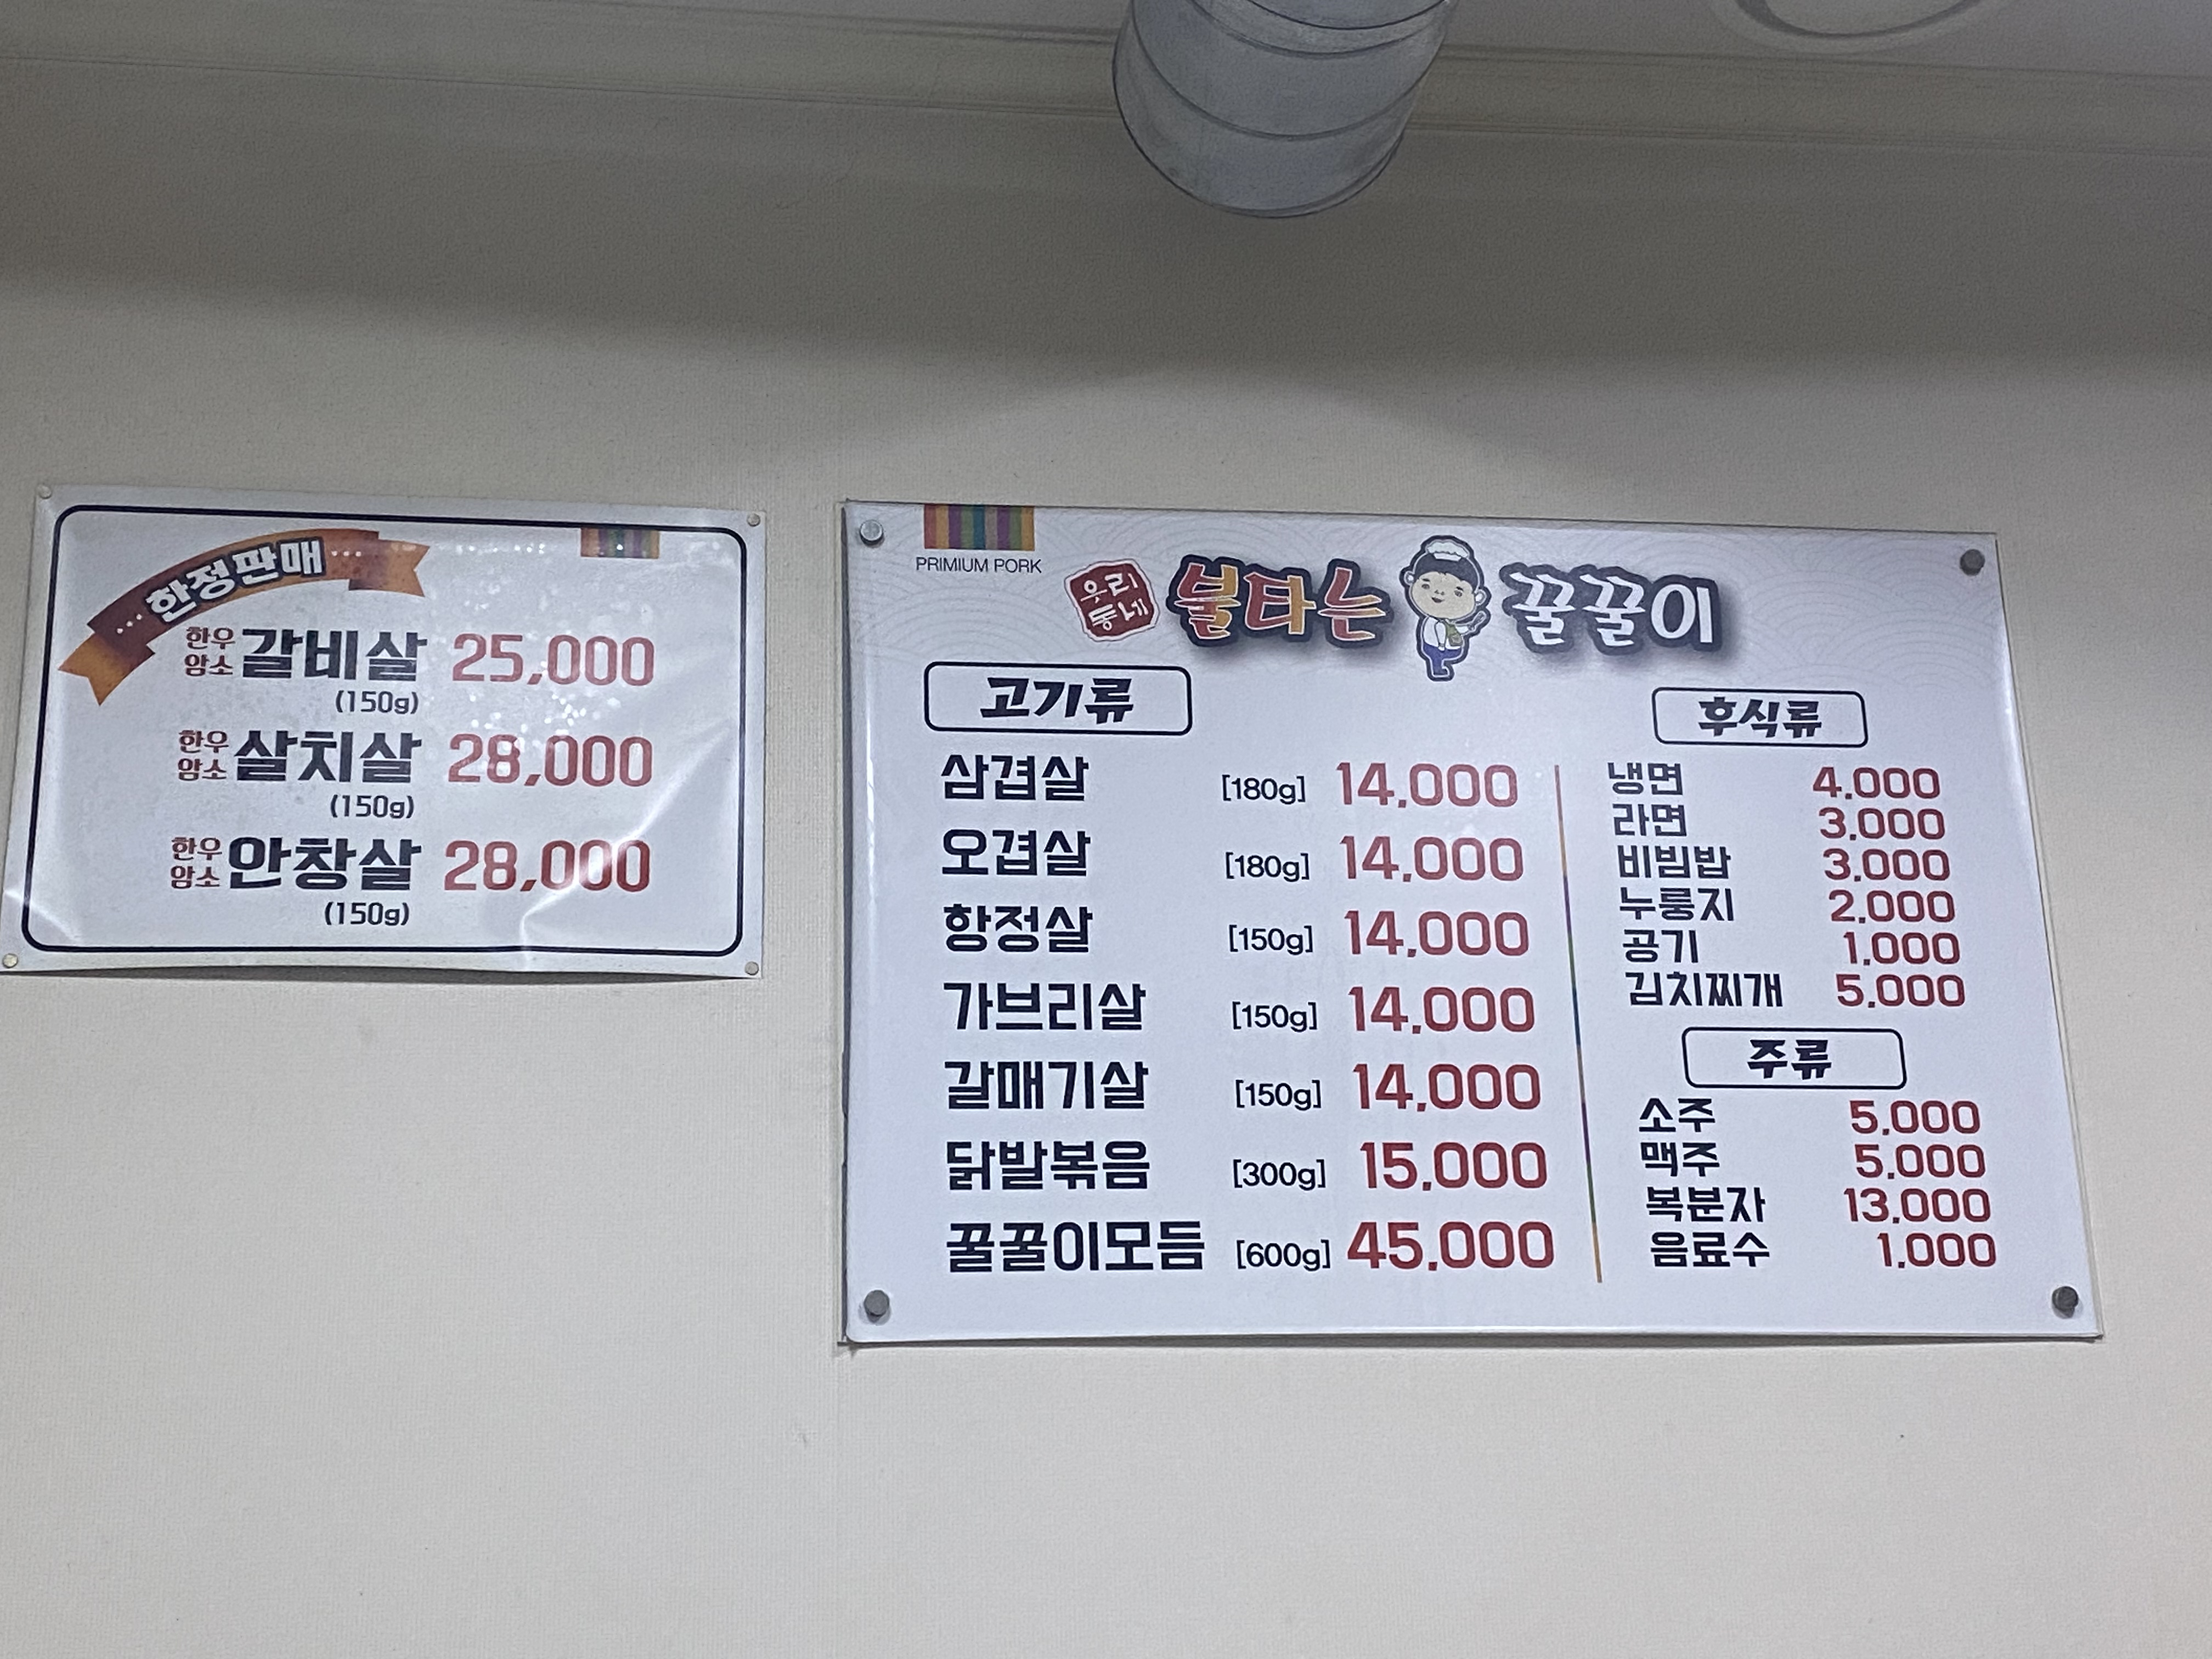 한정판매
한우 암소 갈비살 25,000
(150g)
한우 암소 살치살 28,000
(150g)
한우 암소 안창살 28,000
(150g)
PRIMIUM PORK
우리동네 불타는 꿀꿀이
고기류
삼겹살 [180g] 14,000
오겹살 [180g] 14,000
항정살 [150g] 14,000
가브리살 [150g] 14,000
갈매기살 [150g] 14,000
닭발볶음 [300g] 15,000
꿀꿀이모듬 [600g] 45,000
후식류
냉면 4,000
라면 3,000
비빔밥 3,000
누룽지 2,000
공기 1,000
김치찌개 5,000
주류
소주 5,000
맥주 5,000
복분자 13,000
음료수 1,000